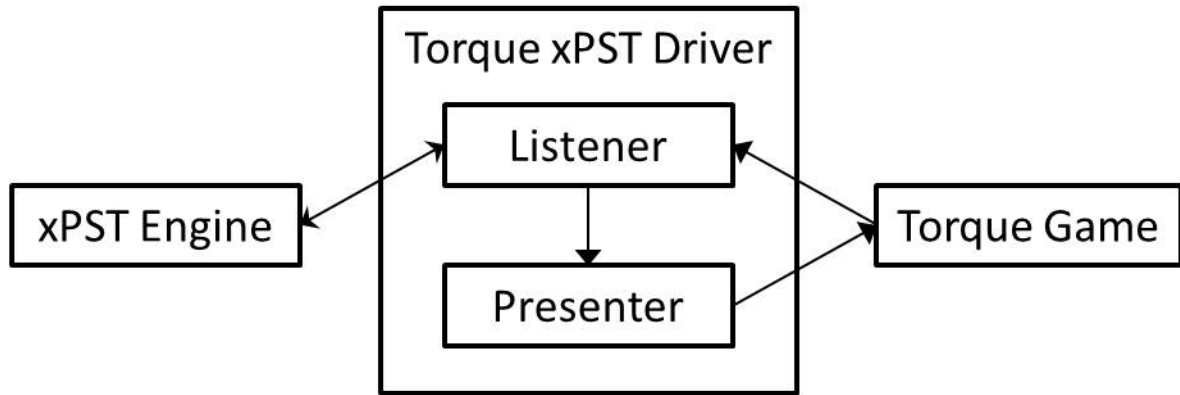 Torque xPST Driver
Listener
xPST Engine
Torque Game
Presenter